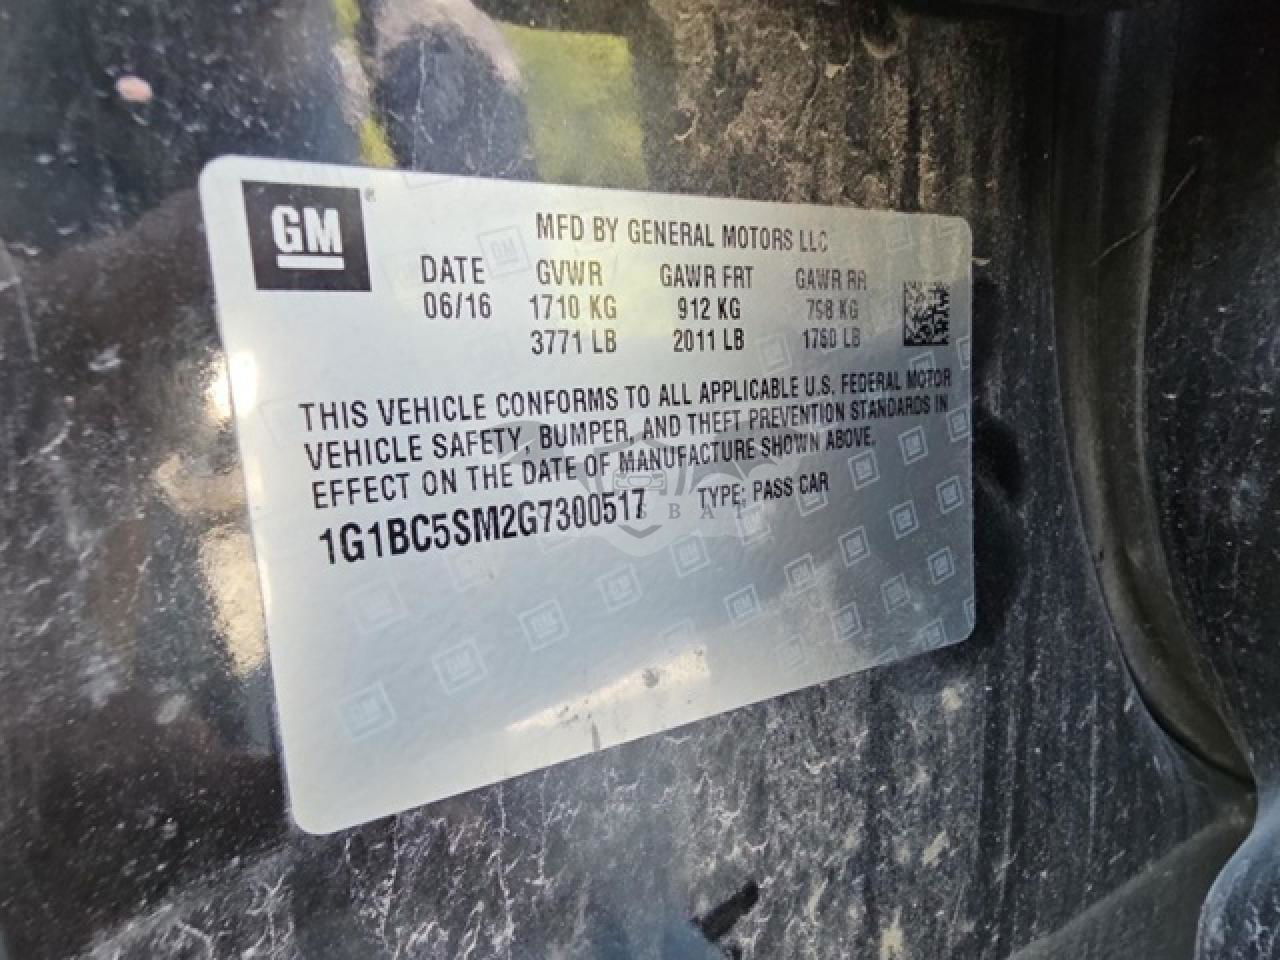 GM
MFD BY GENERAL MOTORS LLC
DATE GVWR GAWR FRT GAWR RR
06/16 1710 KG 912 KG 798 KG
3771 LB 2011 LB 1760 LB
THIS VEHICLE CONFORMS TO ALL APPLICABLE U.S. FEDERAL MOTOR
VEHICLE SAFETY, BUMPER, AND THEFT PREVENTION STANDARDS IN
EFFECT ON THE DATE OF MANUFACTURE SHOWN ABOVE.
1G1BC5SM2G7300517 TYPE: PASS CAR